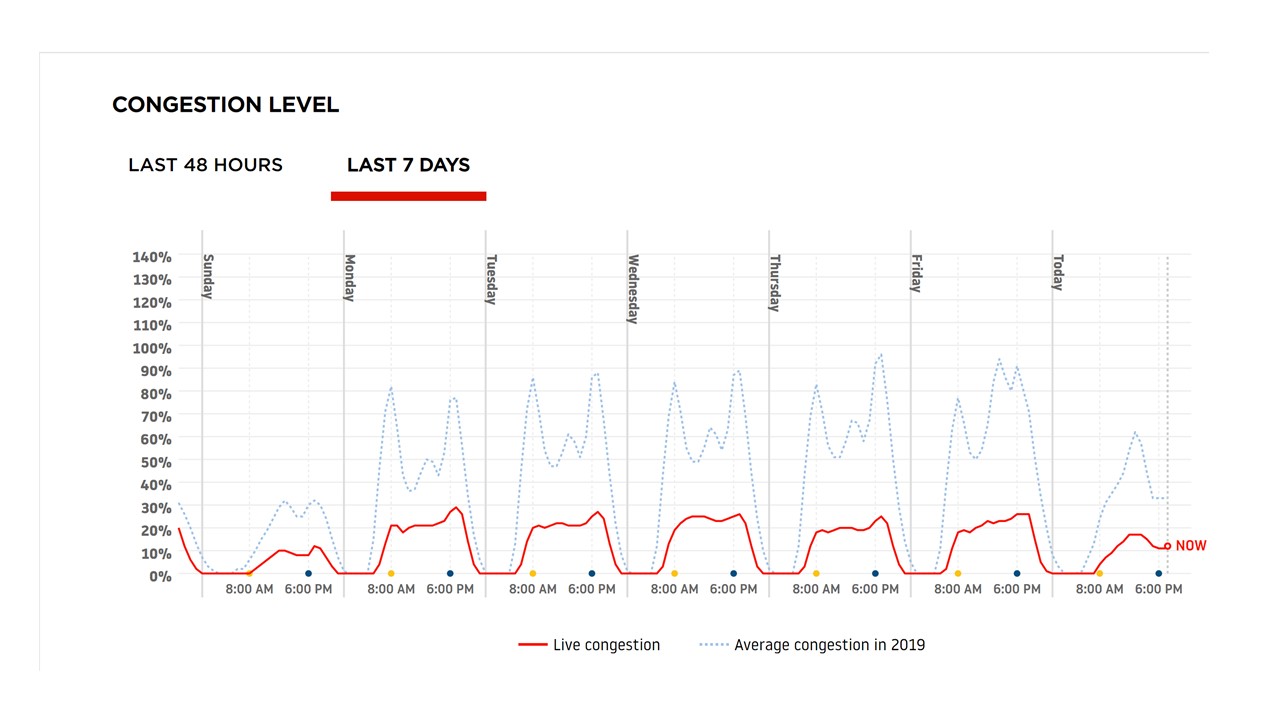 CONGESTION LEVEL
LAST 48 HOURS
LAST 7 DAYS
140%
130%
120%
110%
100%
90%
80%
70%
60%
50%
40%
30%
20%
10%
0%
Sunday
Monday
Tuesday
Wednesday
Thursday
Friday
Today
NOW
8:00 AM 6:00 PM 8:00 AM 6:00 PM 8:00 AM 6:00 PM 8:00 AM 6:00 PM 8:00 AM 6:00 PM 8:00 AM 6:00 PM 8:00 AM 6:00 PM
Live congestion
Average congestion in 2019